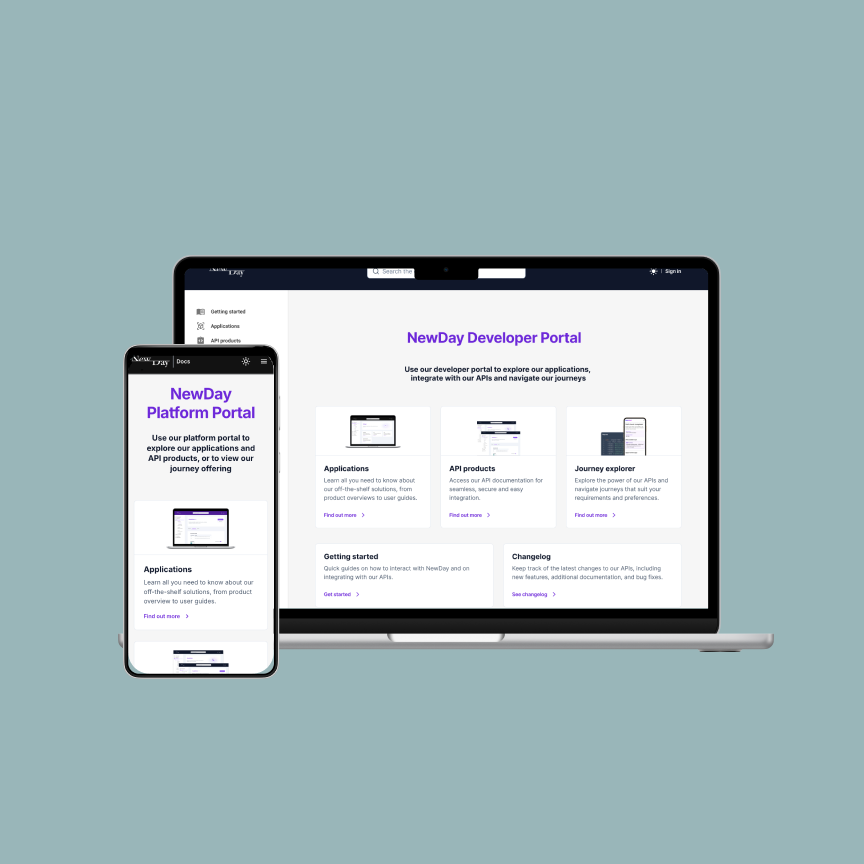 New Day
Search the
Sign in
Getting started
Applications
API products
NewDay Developer Portal
Use our developer portal to explore our applications,
integrate with our APIs and navigate our journeys
Applications
Learn all you need to know about
our off-the-shelf solutions, from
product overviews to user guides.
Find out more
API products
Access our API documentation for
seamless, secure and easy
integration.
Find out more
Journey explorer
Explore the power of our APIs and
navigate journeys that suit your
requirements and preferences.
Find out more
Getting started
Quick guides on how to interact with NewDay and on
integrating with our APIs.
Get started
Changelog
Keep track of the latest changes to our APIs, including
new features, additional documentation, and bug fixes.
See changelog
New Day Docs
NewDay
Platform Portal
Use our platform portal to
explore our applications and
API products, or to view our
journey offering
Applications
Learn all you need to know about our
off-the-shelf solutions, from product
overview to user guides.
Find out more